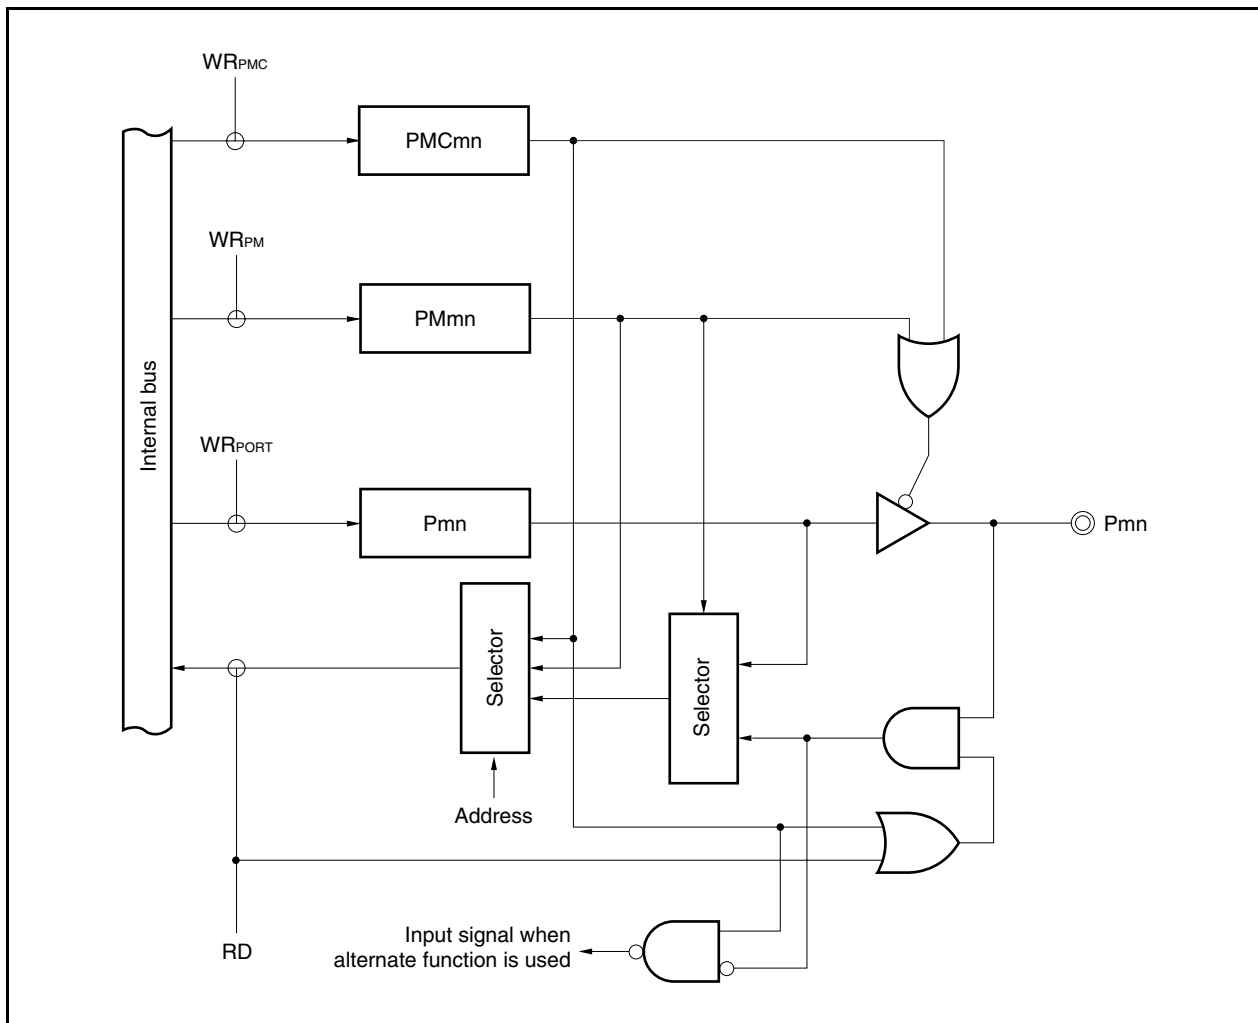 WRPMC
PMCmn
WRPM
PMmn
Internal bus
WRPORT
Pmn
Pmn
Selector
Selector
Address
RD
Input signal when
alternate function is used